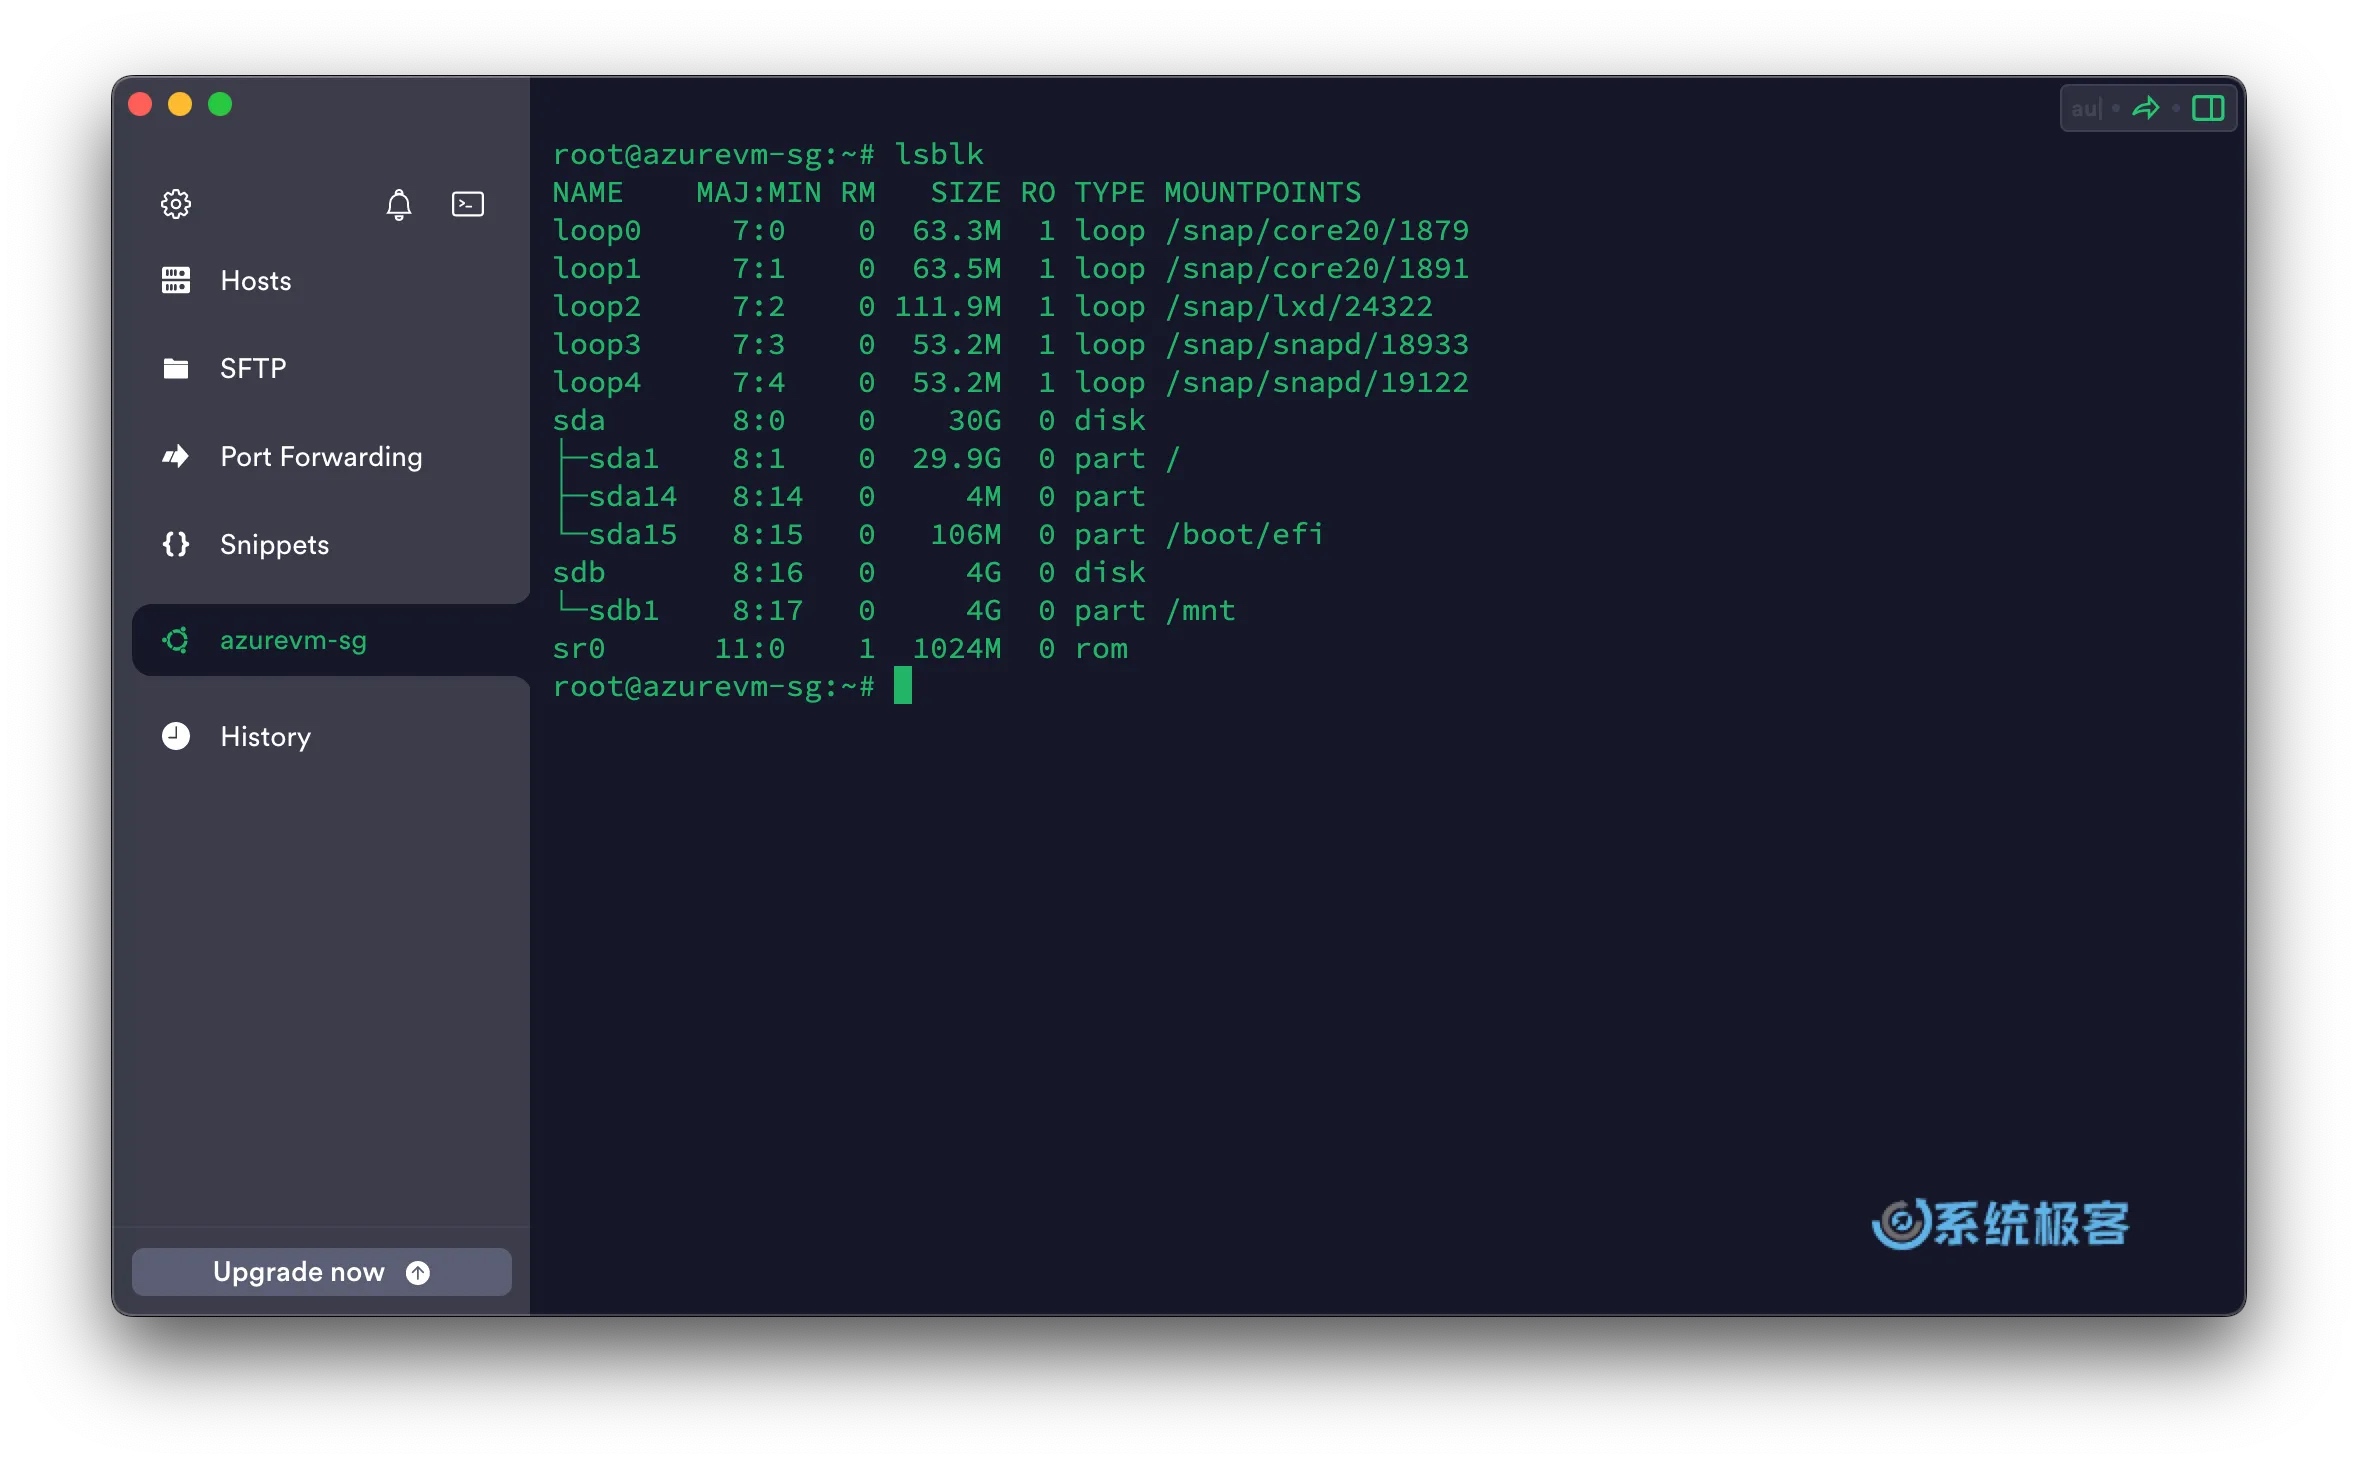 Hosts
SFTP
Port Forwarding
Snippets
azurevm-sg
History
Upgrade now
au|
root@azurevm-sg:~# lsblk
NAME    MAJ:MIN RM   SIZE RO TYPE MOUNTPOINTS
loop0     7:0    0  63.3M  1 loop /snap/core20/1879
loop1     7:1    0  63.5M  1 loop /snap/core20/1891
loop2     7:2    0 111.9M  1 loop /snap/lxd/24322
loop3     7:3    0  53.2M  1 loop /snap/snapd/18933
loop4     7:4    0  53.2M  1 loop /snap/snapd/19122
sda       8:0    0    30G  0 disk
├─sda1    8:1    0  29.9G  0 part /
├─sda14   8:14   0     4M  0 part
└─sda15   8:15   0   106M  0 part /boot/efi
sdb       8:16   0     4G  0 disk
└─sdb1    8:17   0     4G  0 part /mnt
sr0      11:0    1  1024M  0 rom
root@azurevm-sg:~#
系统极客